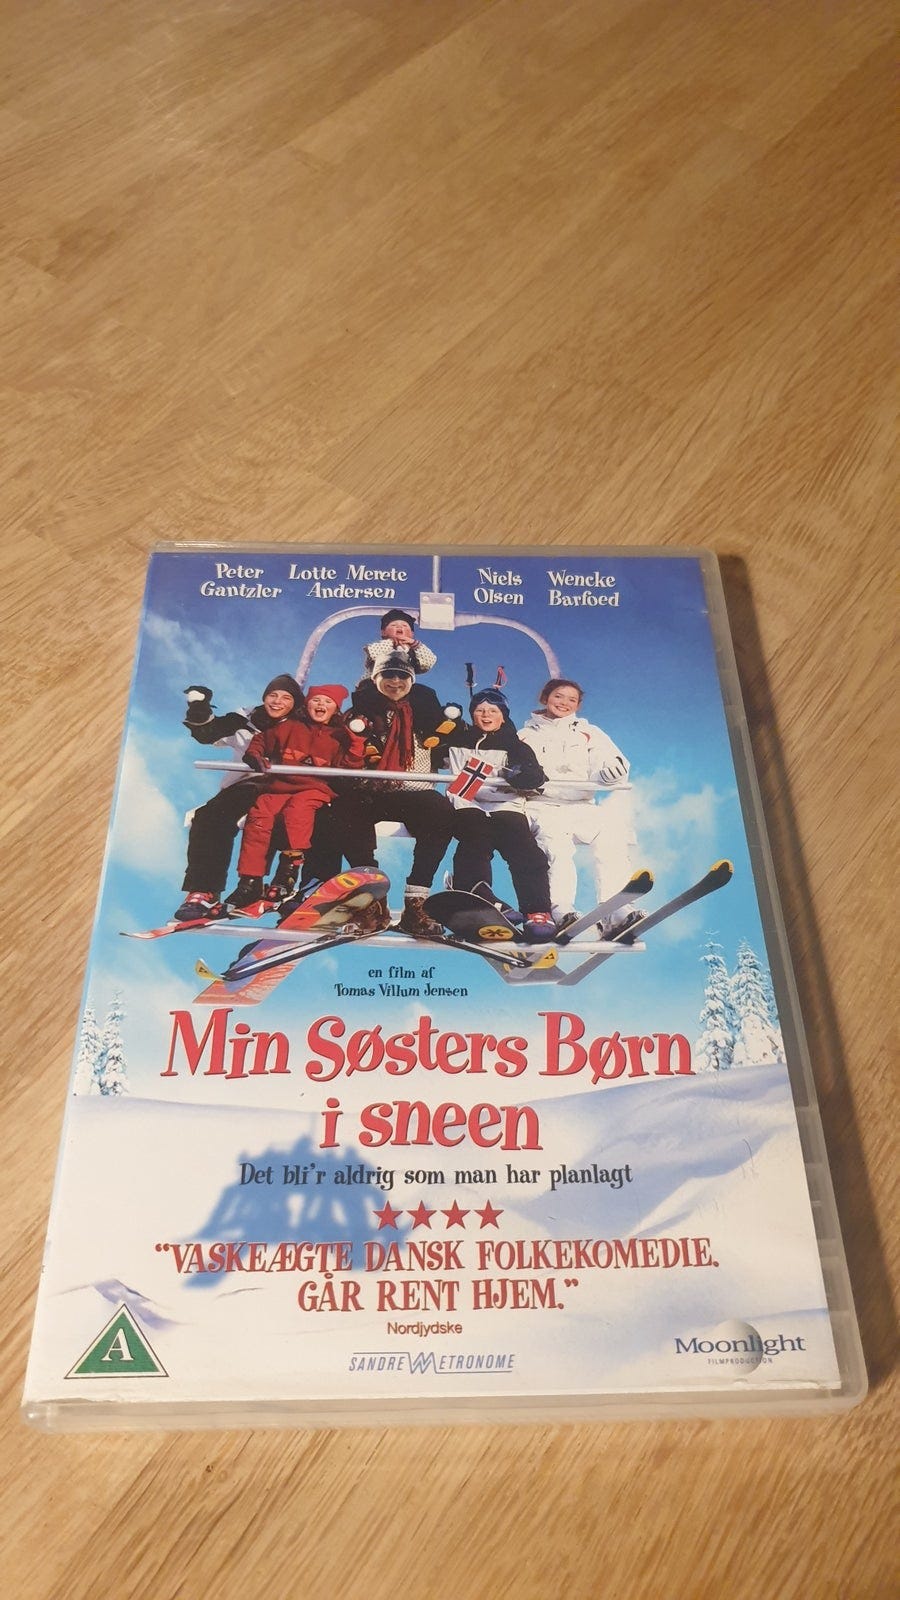 Peter Gantzler
Lotte Merete Andersen
Niels Olsen
Wencke Barfoed
en film af
Tomas Villum Jensen
Min Søsters Børn
i sneen
Det bli'r aldrig som man har planlagt
"VASKEÆGTE DANSK FOLKEKOMEDIE.
GÅR RENT HJEM."
Nordjydske
A
SANDREW METRONOME
Moonlight
FILMPRODUCTION